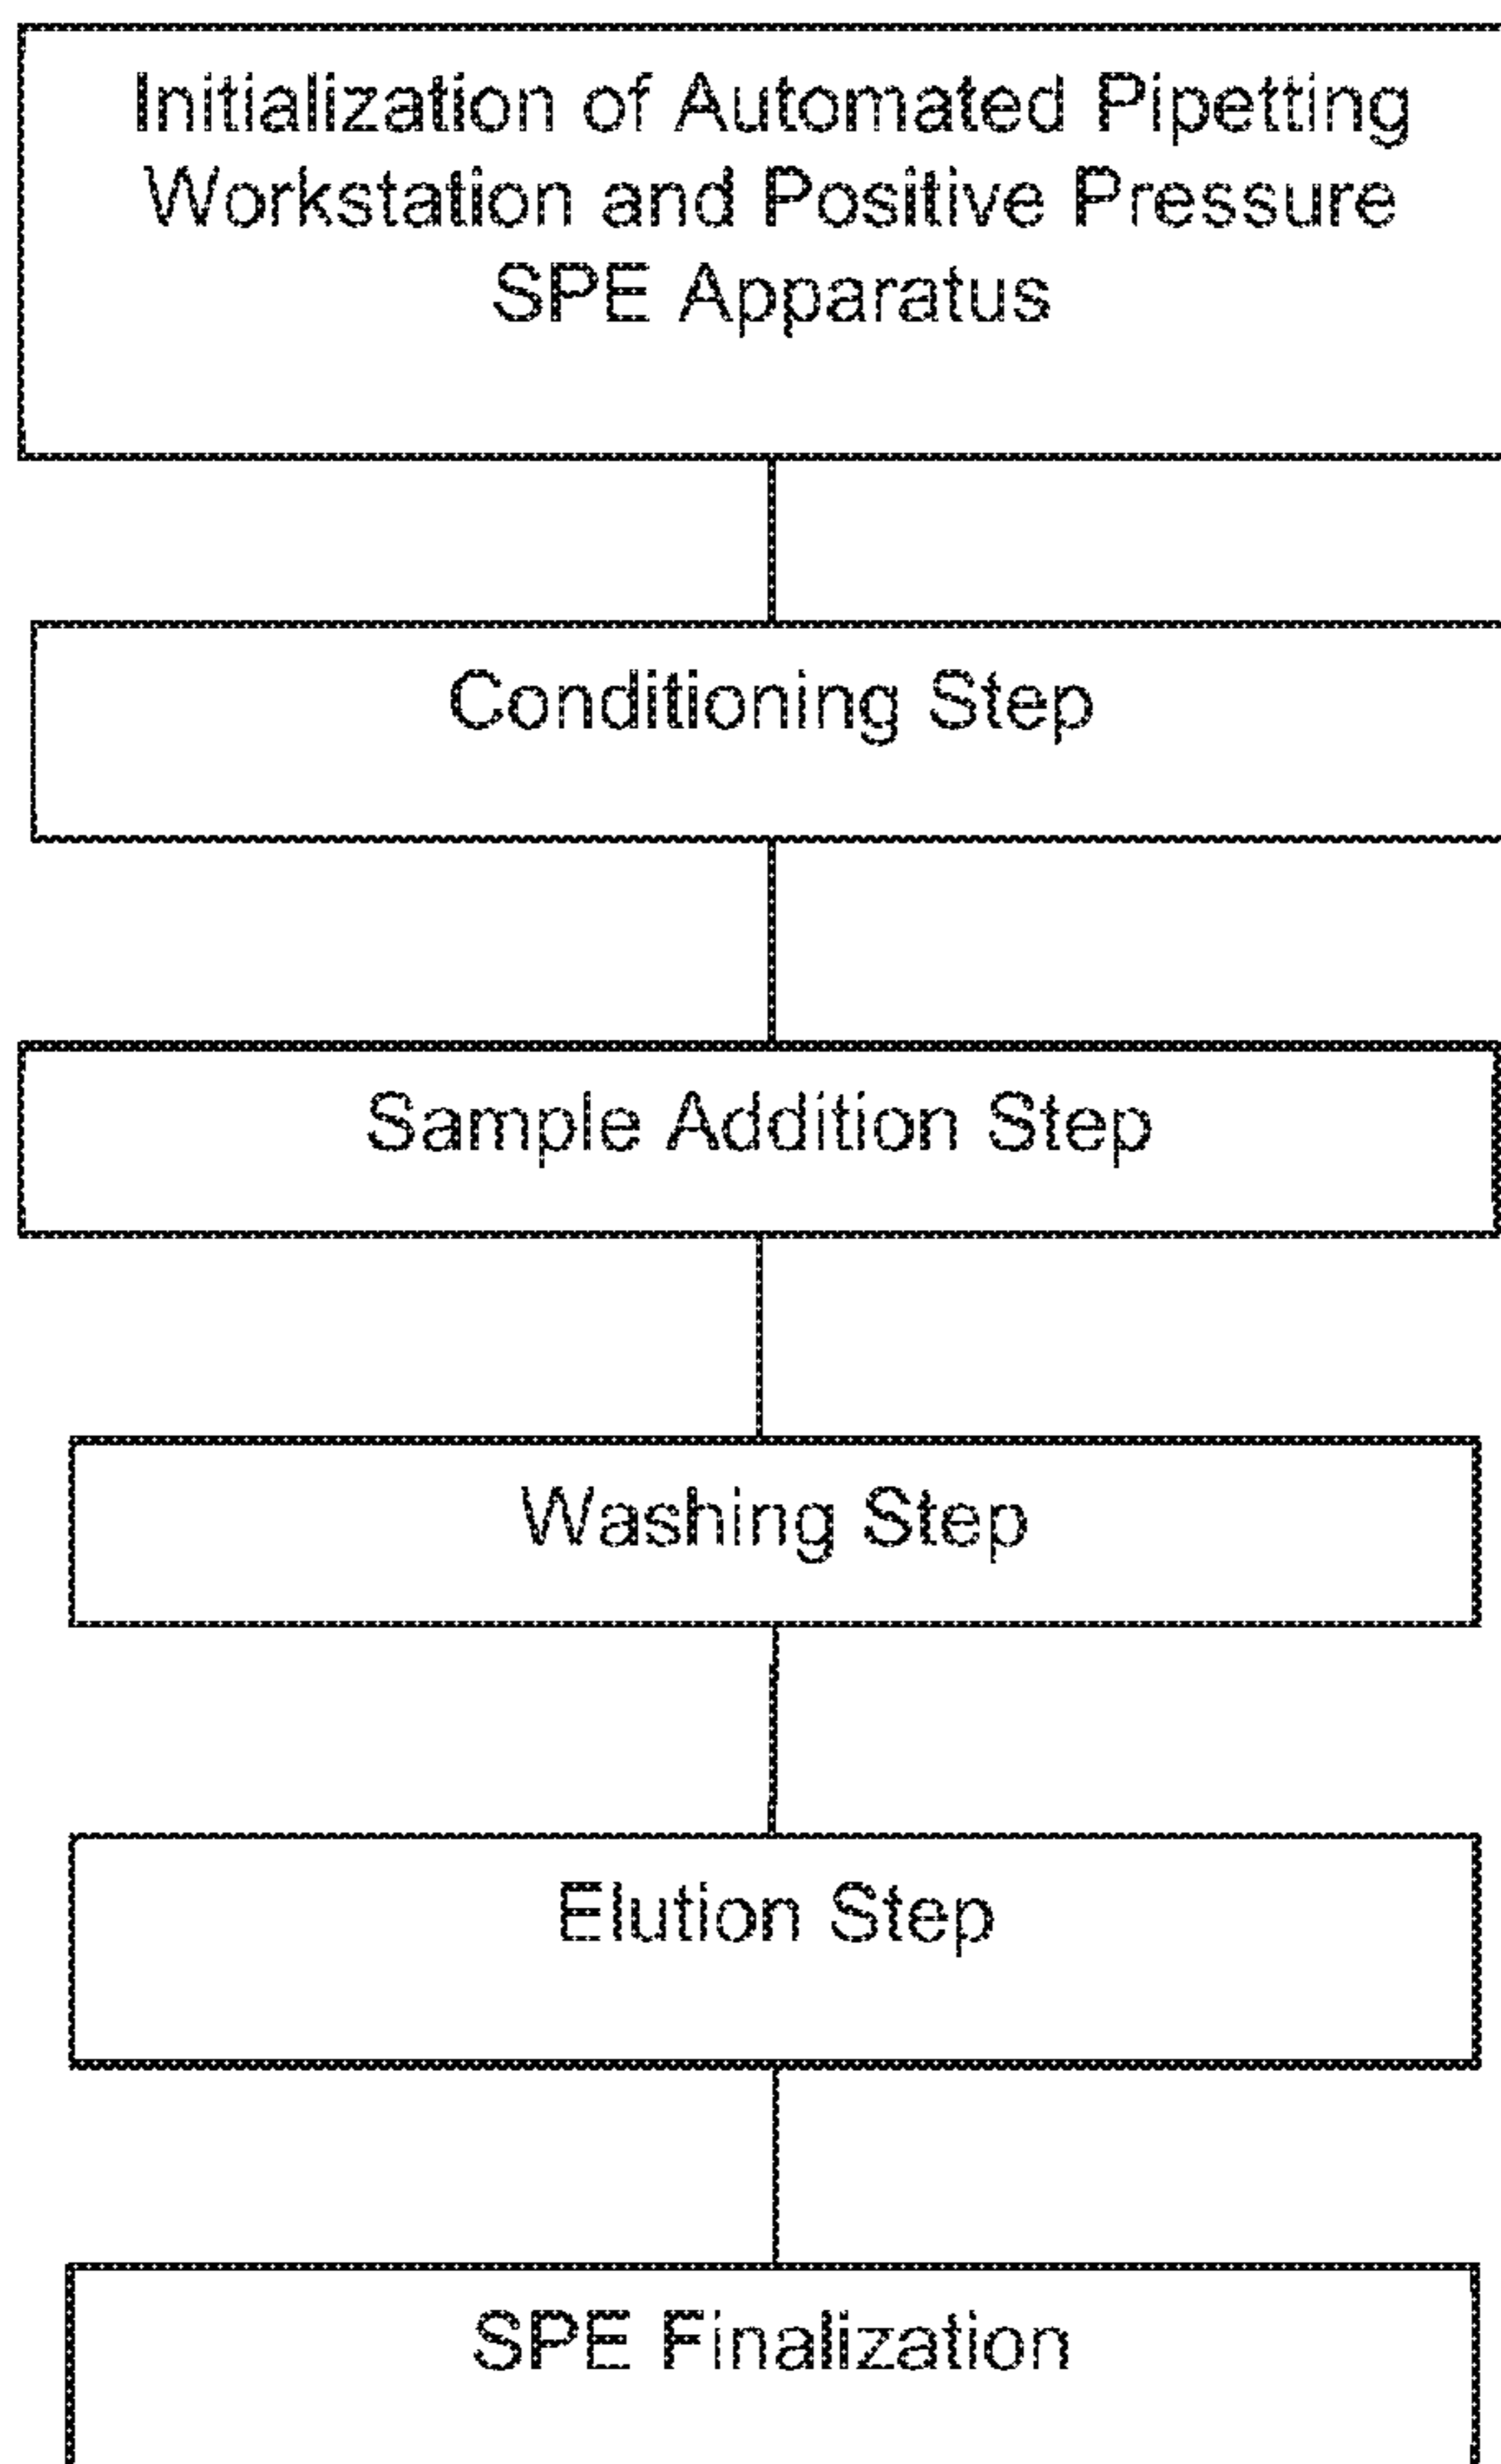 Initialization of Automated Pipetting
Workstation and Positive Pressure
SPE Apparatus
Conditioning Step
Sample Addition Step
Washing Step
Elution Step
SPE Finalization